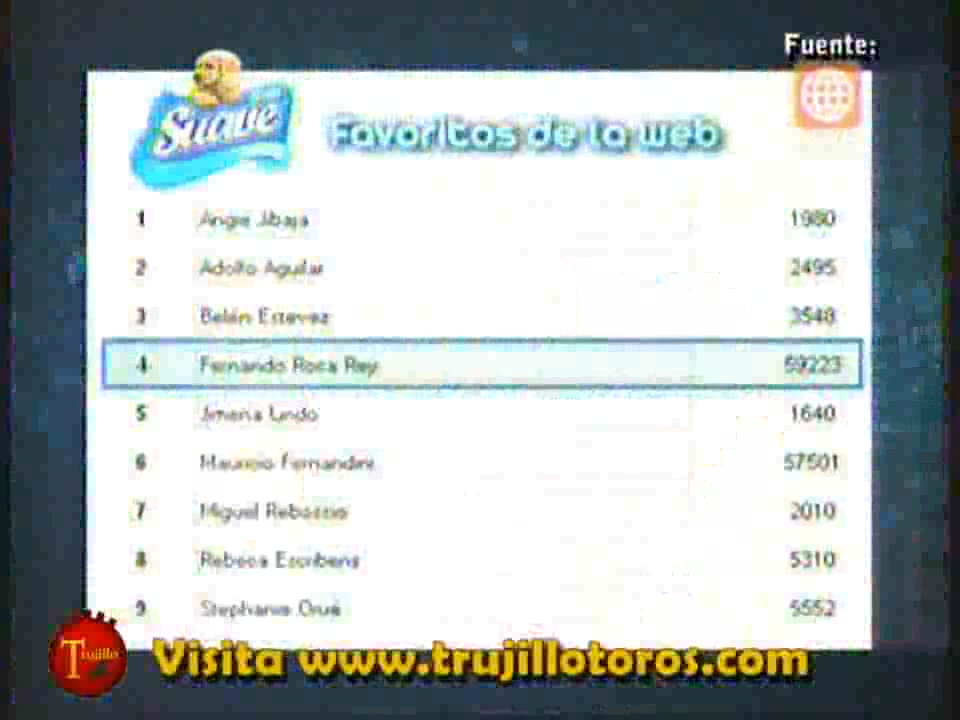 Fuente:
Suave
Favoritos de la web
1 Angie Jibaja 1980
2 Adolfo Aguilar 2495
3 Belén Estevez 3548
4 Fernando Roca Rey 59223
5 Jimena Lindo 1640
6 Mauricio Fernandini 57501
7 Miguel Rebosio 2010
8 Rebeca Escribens 5310
9 Stephanie Orué 5552
Trujillo
Visita www.trujillotoros.com